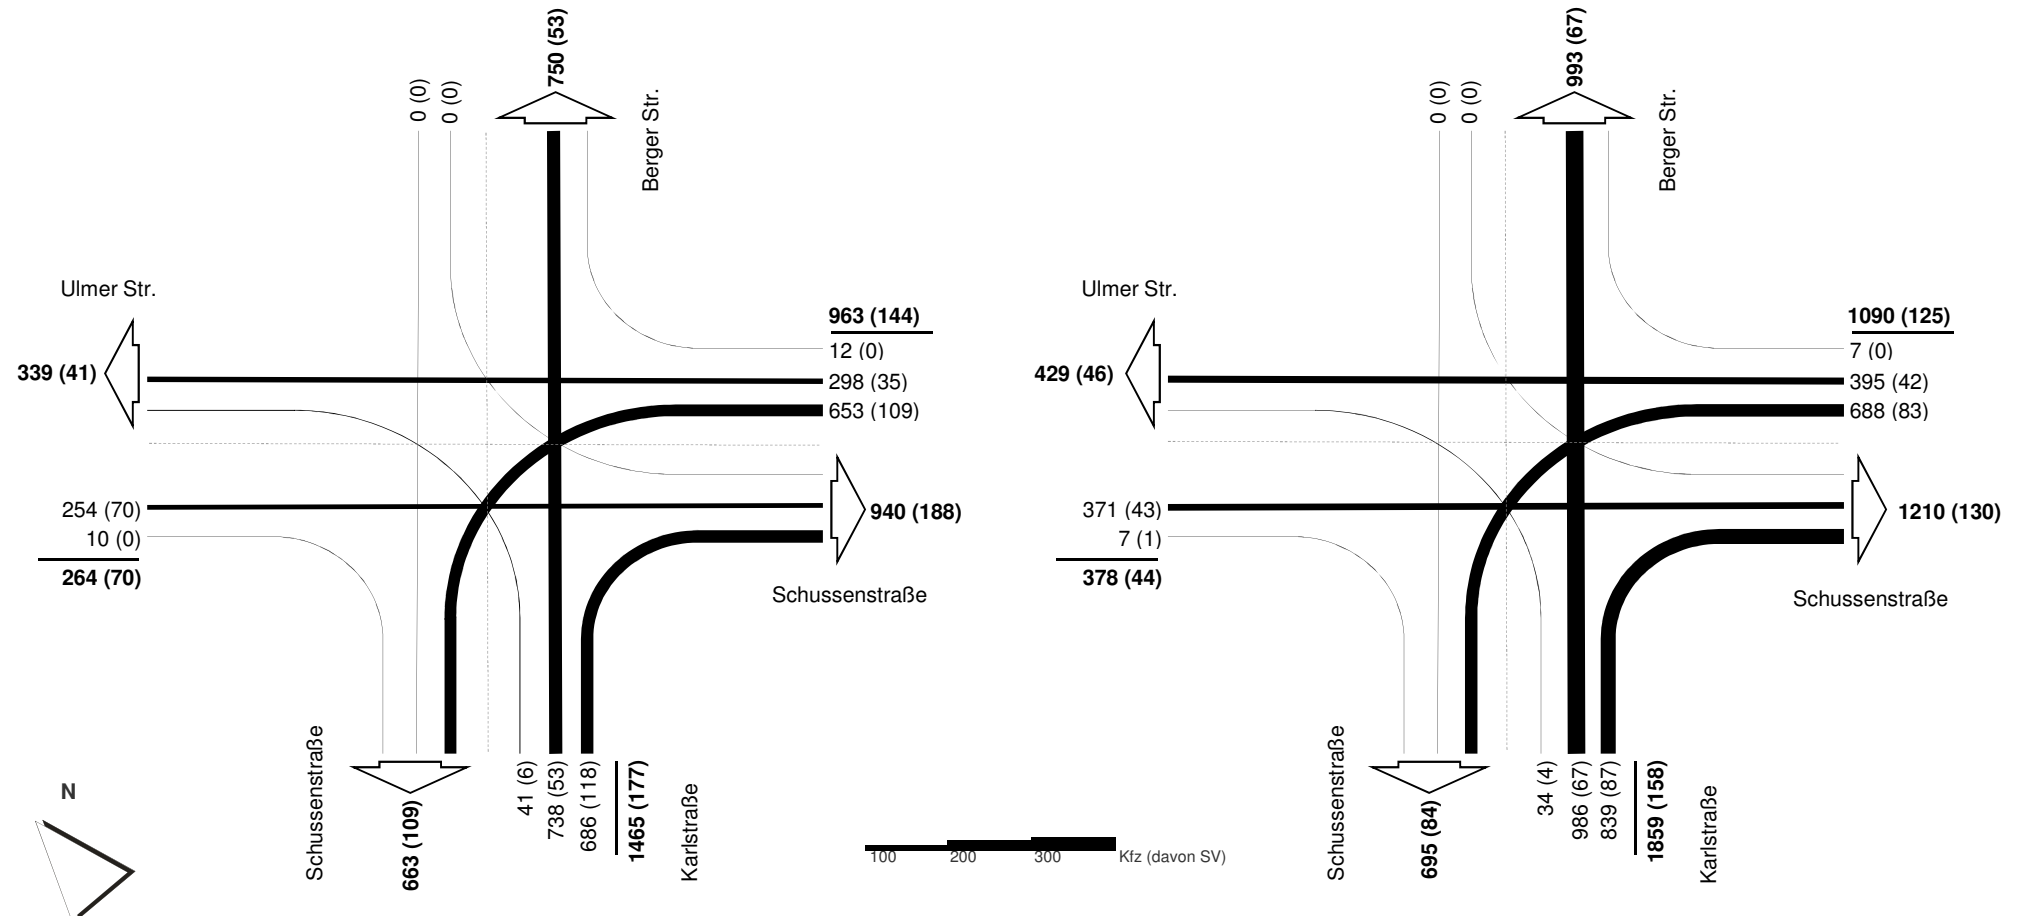 750 (53)
0 (0)
0 (0)
Berger Str.
Ulmer Str.
339 (41)
963 (144)
12 (0)
298 (35)
653 (109)
254 (70)
10 (0)
264 (70)
940 (188)
Schussenstraße
Schussenstraße
663 (109)
41 (6)
738 (53)
686 (118)
1465 (177)
Karlstraße
N
100 200 300 Kfz (davon SV)
993 (67)
0 (0)
0 (0)
Berger Str.
Ulmer Str.
429 (46)
1090 (125)
7 (0)
395 (42)
688 (83)
371 (43)
7 (1)
378 (44)
1210 (130)
Schussenstraße
Schussenstraße
695 (84)
34 (4)
986 (67)
839 (87)
1859 (158)
Karlstraße